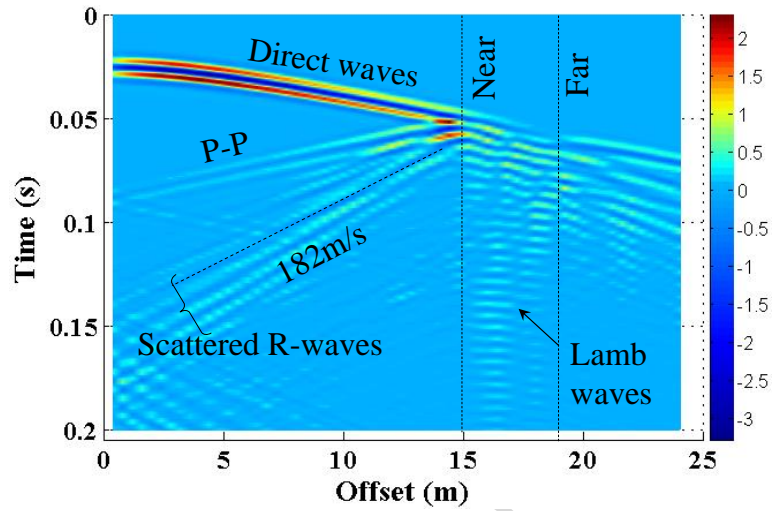 Direct waves
Near
Far
P-P
182m/s
Scattered R-waves
Lamb
waves
Time (s)
0
0.05
0.1
0.15
0.2
0
5
10
15
20
25
Offset (m)
2
1.5
1
0.5
0
-0.5
-1
-1.5
-2
-2.5
-3